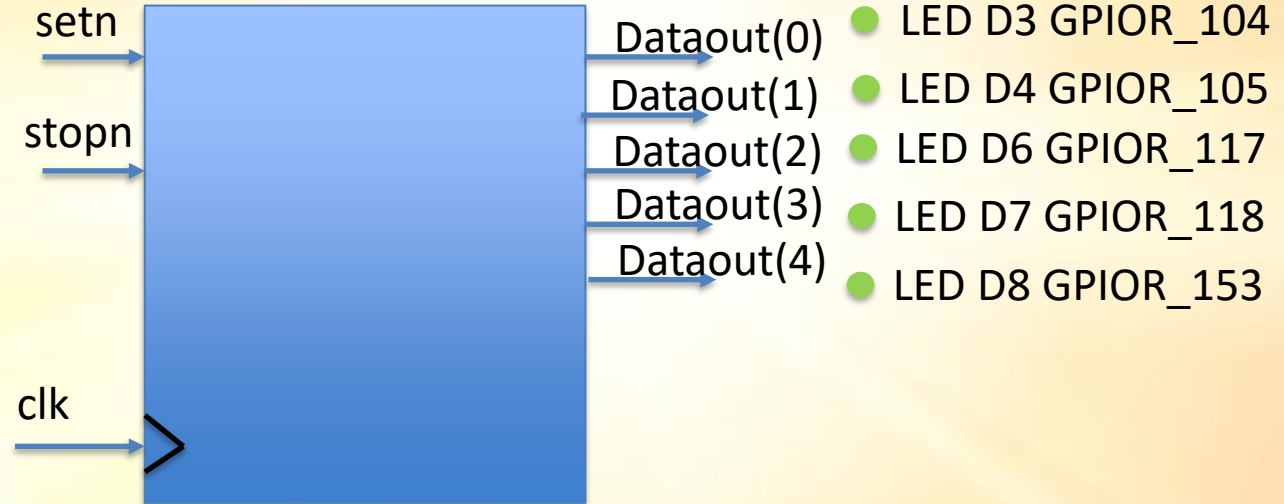 setn
Dataout(0) LED D3 GPIOR_104
Dataout(1) LED D4 GPIOR_105
stopn
Dataout(2) LED D6 GPIOR_117
Dataout(3) LED D7 GPIOR_118
Dataout(4) LED D8 GPIOR_153
clk